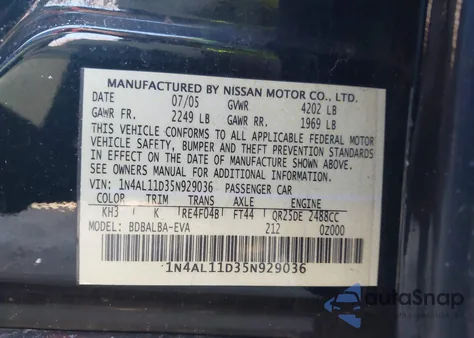 MANUFACTURED BY NISSAN MOTOR CO., LTD.
DATE 07/05 GVWR 4202 LB
GAWR FR. 2249 LB GAWR RR. 1969 LB
THIS VEHICLE CONFORMS TO ALL APPLICABLE FEDERAL MOTOR
VEHICLE SAFETY, BUMPER AND THEFT PREVENTION STANDARDS
IN EFFECT ON THE DATE OF MANUFACTURE SHOWN ABOVE.
SEE OWNERS MANUAL FOR ADDITIONAL INFORMATION
VIN: 1N4AL11D35N929036 PASSENGER CAR
COLOR TRIM TRANS AXLE ENGINE
KH3 K RE4F04B FT44 QR25DE 2488CC
MODEL: BDBALBA-EVA 212 0Z000
1N4AL11D35N929036
autoSnap